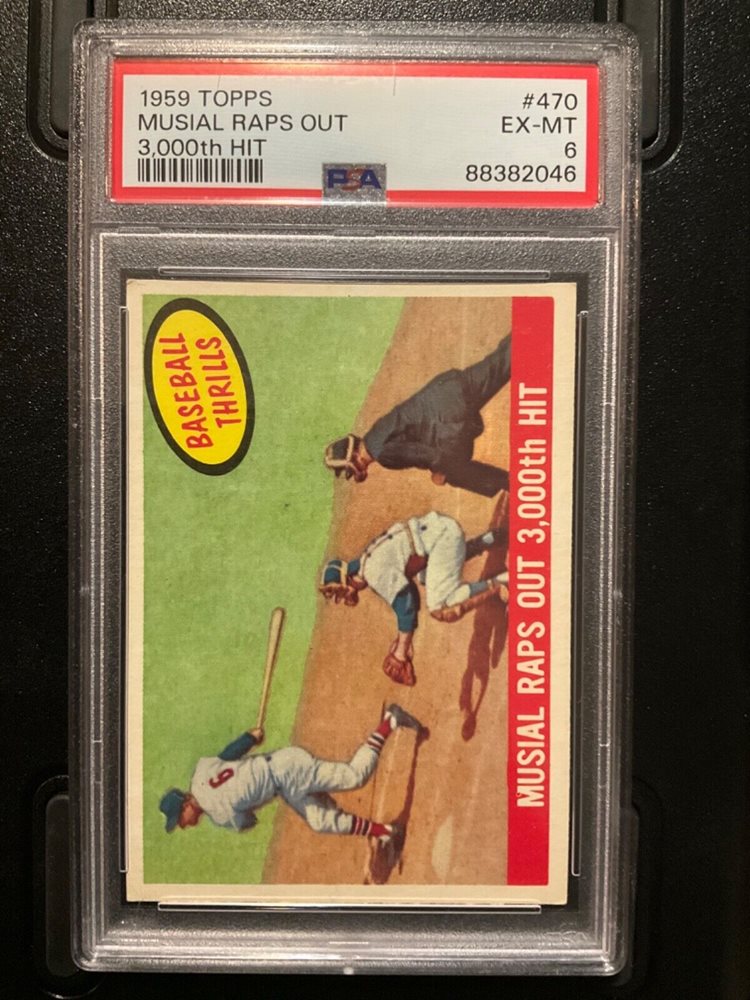 1959 TOPPS #470
MUSIAL RAPS OUT EX-MT
3,000th HIT 6
PSA 88382046
BASEBALL
THRILLS
6
MUSIAL RAPS OUT 3,000th HIT